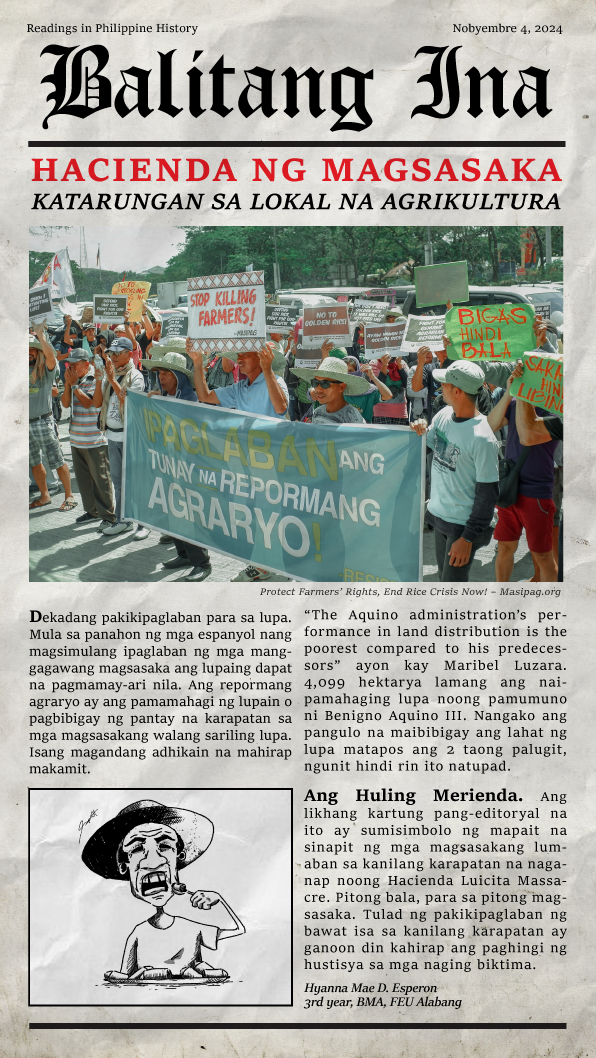 Readings in Philippine History
Nobyembre 4, 2024
Balitang Ina
HACIENDA NG MAGSASAKA
KATARUNGAN SA LOKAL NA AGRIKULTURA
STOP KILLING
FARMERS!
-MASIPAG
NO TO
GOLDEN RICE!
BIGAS
HINDI
BALA
IPAGLABAN ANG
TUNAY NA REPORMANG
AGRARYO!
Protect Farmers' Rights, End Rice Crisis Now! – Masipag.org
Dekadang pakikipaglaban para sa lupa.
Mula sa panahon ng mga espanyol nang
magsimulang ipaglaban ng mga mang-
gagawang magsasaka ang lupaing dapat
na pagmamay-ari nila. Ang repormang
agraryo ay ang pamamahagi ng lupain o
pagbibigay ng pantay na karapatan sa
mga magsasakang walang sariling lupa.
Isang magandang adhikain na mahirap
makamit.
“The Aquino administration’s per-
formance in land distribution is the
poorest compared to his predeces-
sors” ayon kay Maribel Luzara.
4,099 hektarya lamang ang nai-
pamahaging lupa noong pamumuno
ni Benigno Aquino III. Nangako ang
pangulo na maibibigay ang lahat ng
lupa matapos ang 2 taong palugit,
ngunit hindi rin ito natupad.
Ang Huling Merienda. Ang
likhang kartung pang-editoryal na
ito ay sumisimbolo ng mapait na
sinapit ng mga magsasakang lum-
aban sa kanilang karapatan na naga-
nap noong Hacienda Luicita Massa-
cre. Pitong bala, para sa pitong mag-
sasaka. Tulad ng pakikipaglaban ng
bawat isa sa kanilang karapatan ay
ganoon din kahirap ang paghingi ng
hustisya sa mga naging biktima.
Hyanna Mae D. Esperon
3rd year, BMA, FEU Alabang